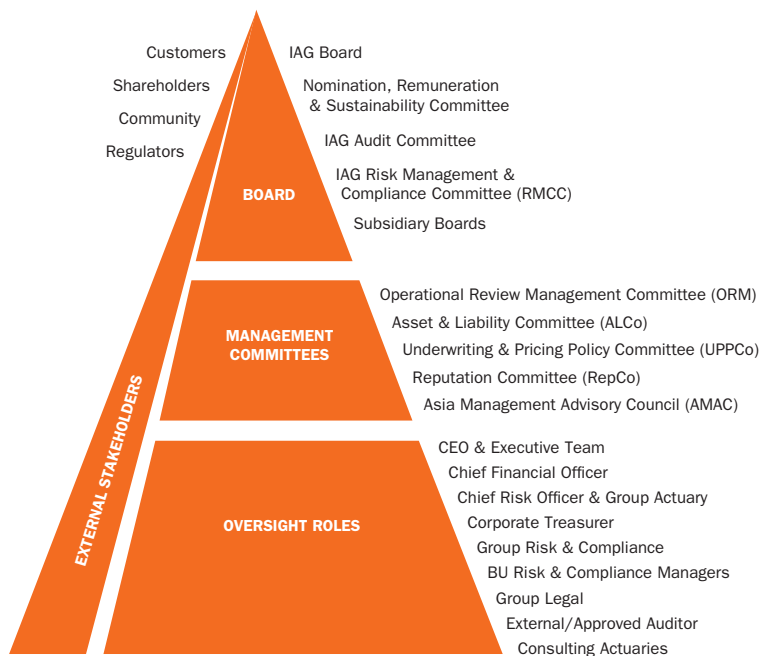 Customers
Shareholders
Community
Regulators
IAG Board
Nomination, Remuneration
& Sustainability Committee
IAG Audit Committee
IAG Risk Management &
Compliance Committee (RMCC)
Subsidiary Boards
BOARD
Operational Review Management Committee (ORM)
Asset & Liability Committee (ALCo)
Underwriting & Pricing Policy Committee (UPPCo)
Reputation Committee (RepCo)
Asia Management Advisory Council (AMAC)
MANAGEMENT
COMMITTEES
EXTERNAL STAKEHOLDERS
CEO & Executive Team
Chief Financial Officer
Chief Risk Officer & Group Actuary
Corporate Treasurer
Group Risk & Compliance
BU Risk & Compliance Managers
Group Legal
External/Approved Auditor
Consulting Actuaries
OVERSIGHT ROLES